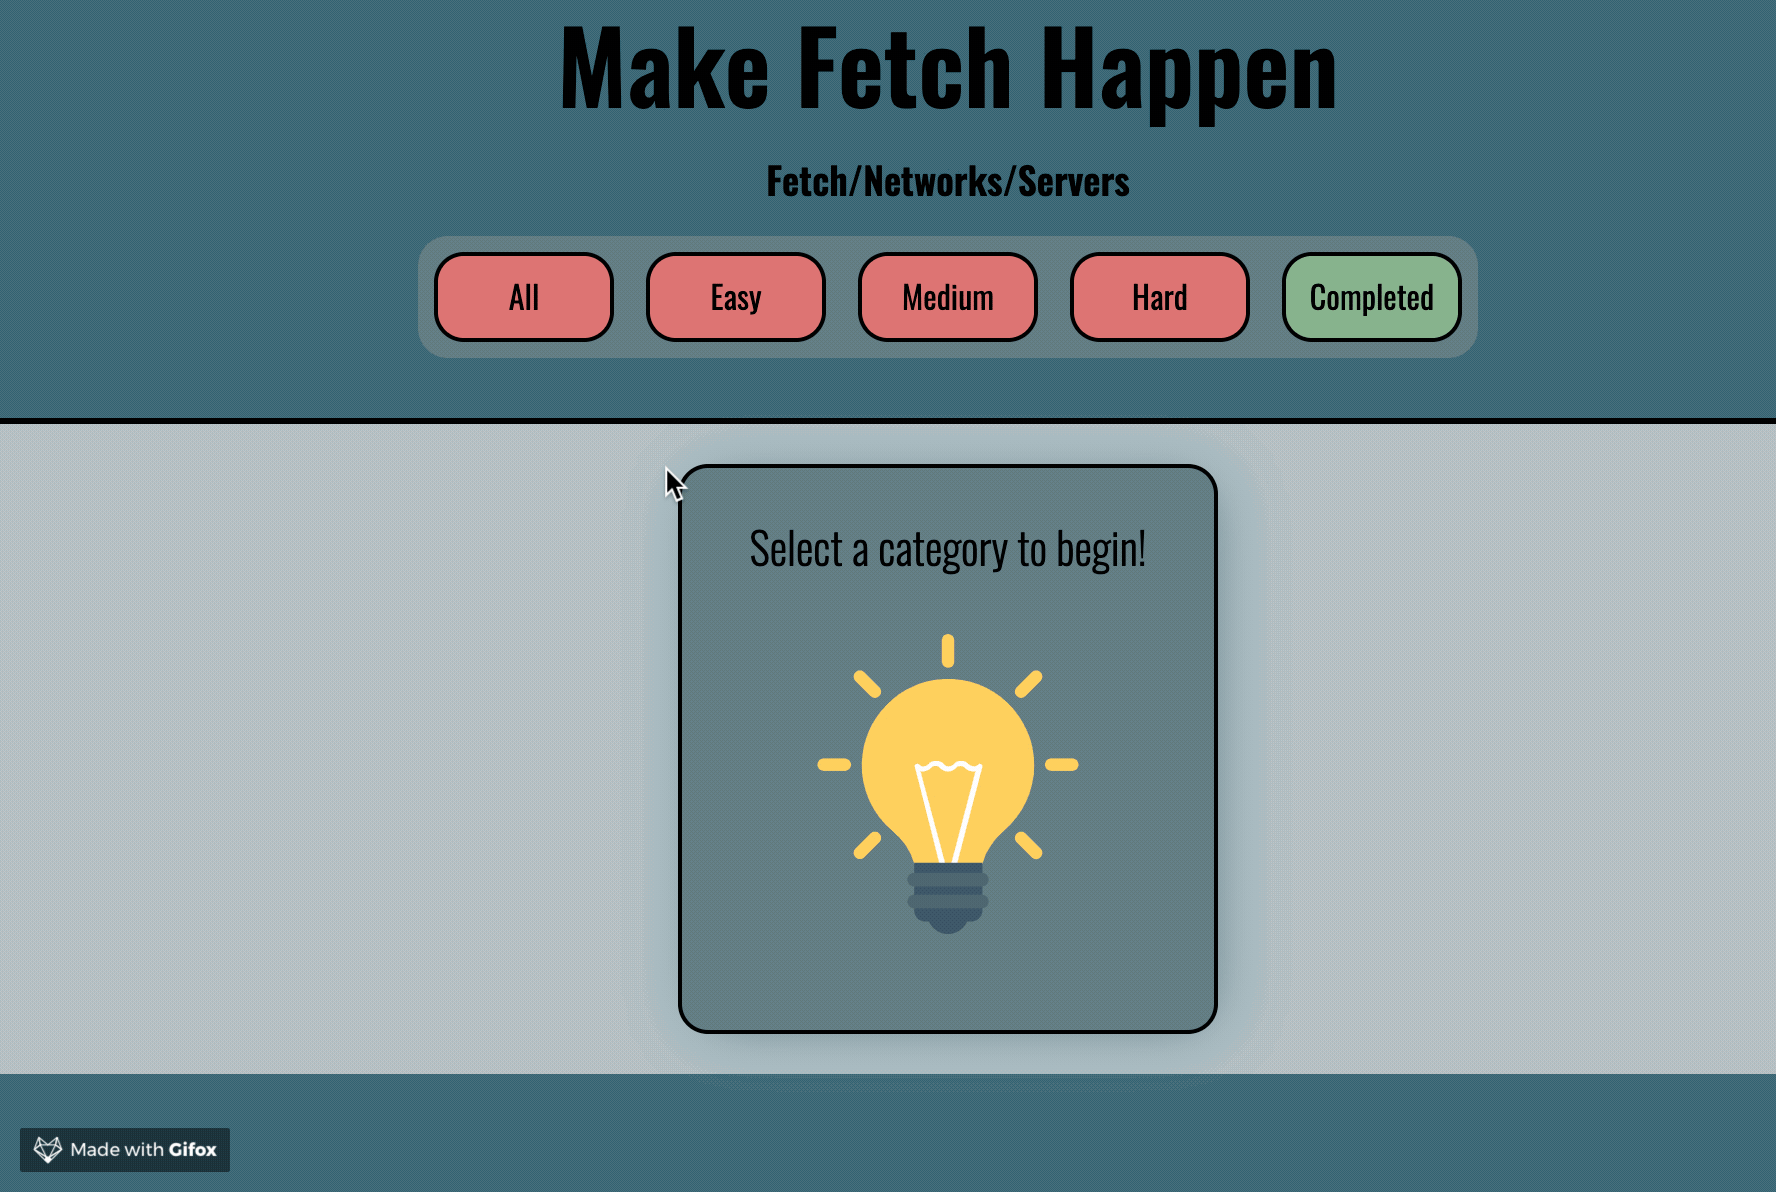 Make Fetch Happen
Fetch/Networks/Servers
All Easy Medium Hard Completed
Select a category to begin!
Made with Gifox